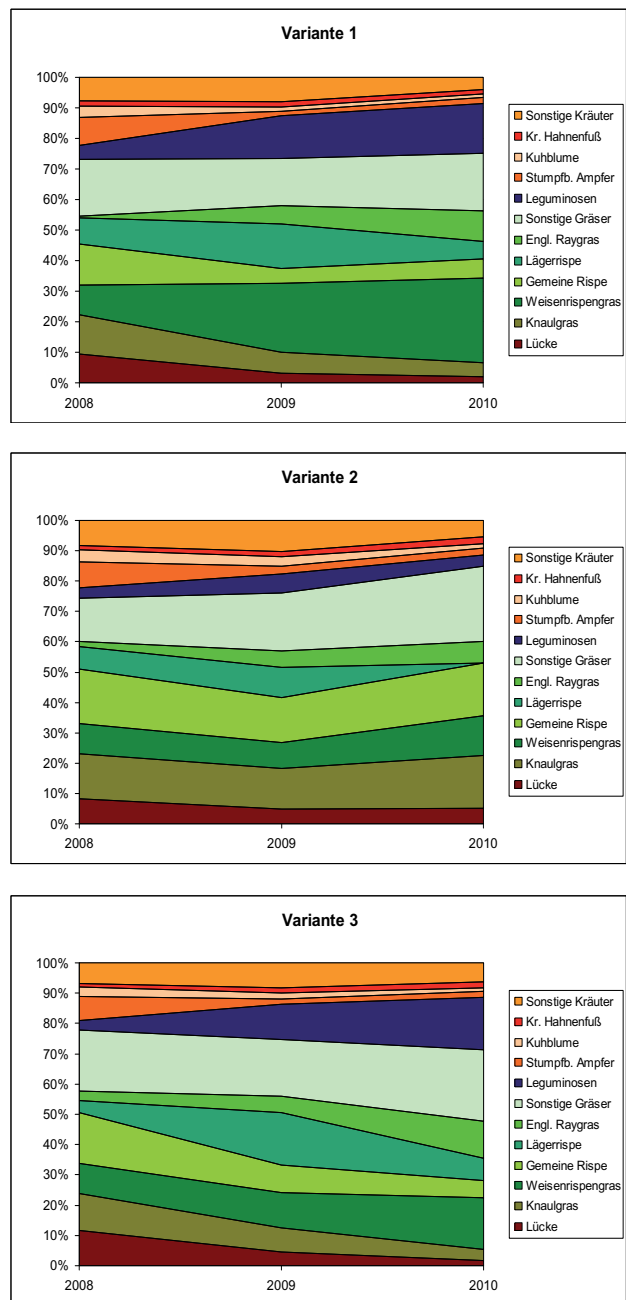 Variante 1
100%
90%
80%
70%
60%
50%
40%
30%
20%
10%
0%
2008 2009 2010
Sonstige Kräuter
Kr. Hahnenfuß
Kuhblume
Stumpfb. Ampfer
Leguminosen
Sonstige Gräser
Engl. Raygras
Lägerrispe
Gemeine Rispe
Weisenrispengras
Knaulgras
Lücke
Variante 2
100%
90%
80%
70%
60%
50%
40%
30%
20%
10%
0%
2008 2009 2010
Sonstige Kräuter
Kr. Hahnenfuß
Kuhblume
Stumpfb. Ampfer
Leguminosen
Sonstige Gräser
Engl. Raygras
Lägerrispe
Gemeine Rispe
Weisenrispengras
Knaulgras
Lücke
Variante 3
100%
90%
80%
70%
60%
50%
40%
30%
20%
10%
0%
2008 2009 2010
Sonstige Kräuter
Kr. Hahnenfuß
Kuhblume
Stumpfb. Ampfer
Leguminosen
Sonstige Gräser
Engl. Raygras
Lägerrispe
Gemeine Rispe
Weisenrispengras
Knaulgras
Lücke